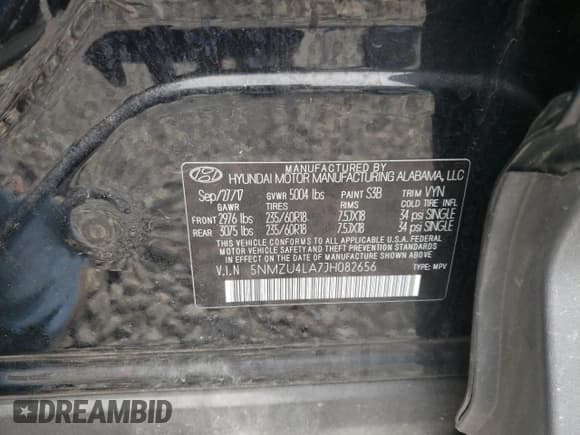 MANUFACTURED BY
HYUNDAI MOTOR MANUFACTURING ALABAMA, LLC
Sep/27/17 GVWR 5004 lbs PAINT S3B TRIM VYN
GAWR TIRES RIMS COLD TIRE INFL.
FRONT 2976 lbs 235/60R18 7.5JX18 34 psi SINGLE
REAR 3075 lbs 235/60R18 7.5JX18 34 psi SINGLE
THIS VEHICLE CONFORMS TO ALL APPLICABLE U.S.A. FEDERAL
MOTOR VEHICLE SAFETY AND THEFT PREVENTION STANDARDS IN
EFFECT ON THE DATE OF MANUFACTURE SHOWN ABOVE.
V.I.N 5NMZU4LA7JH082656 TYPE: MPV
DREAMBID